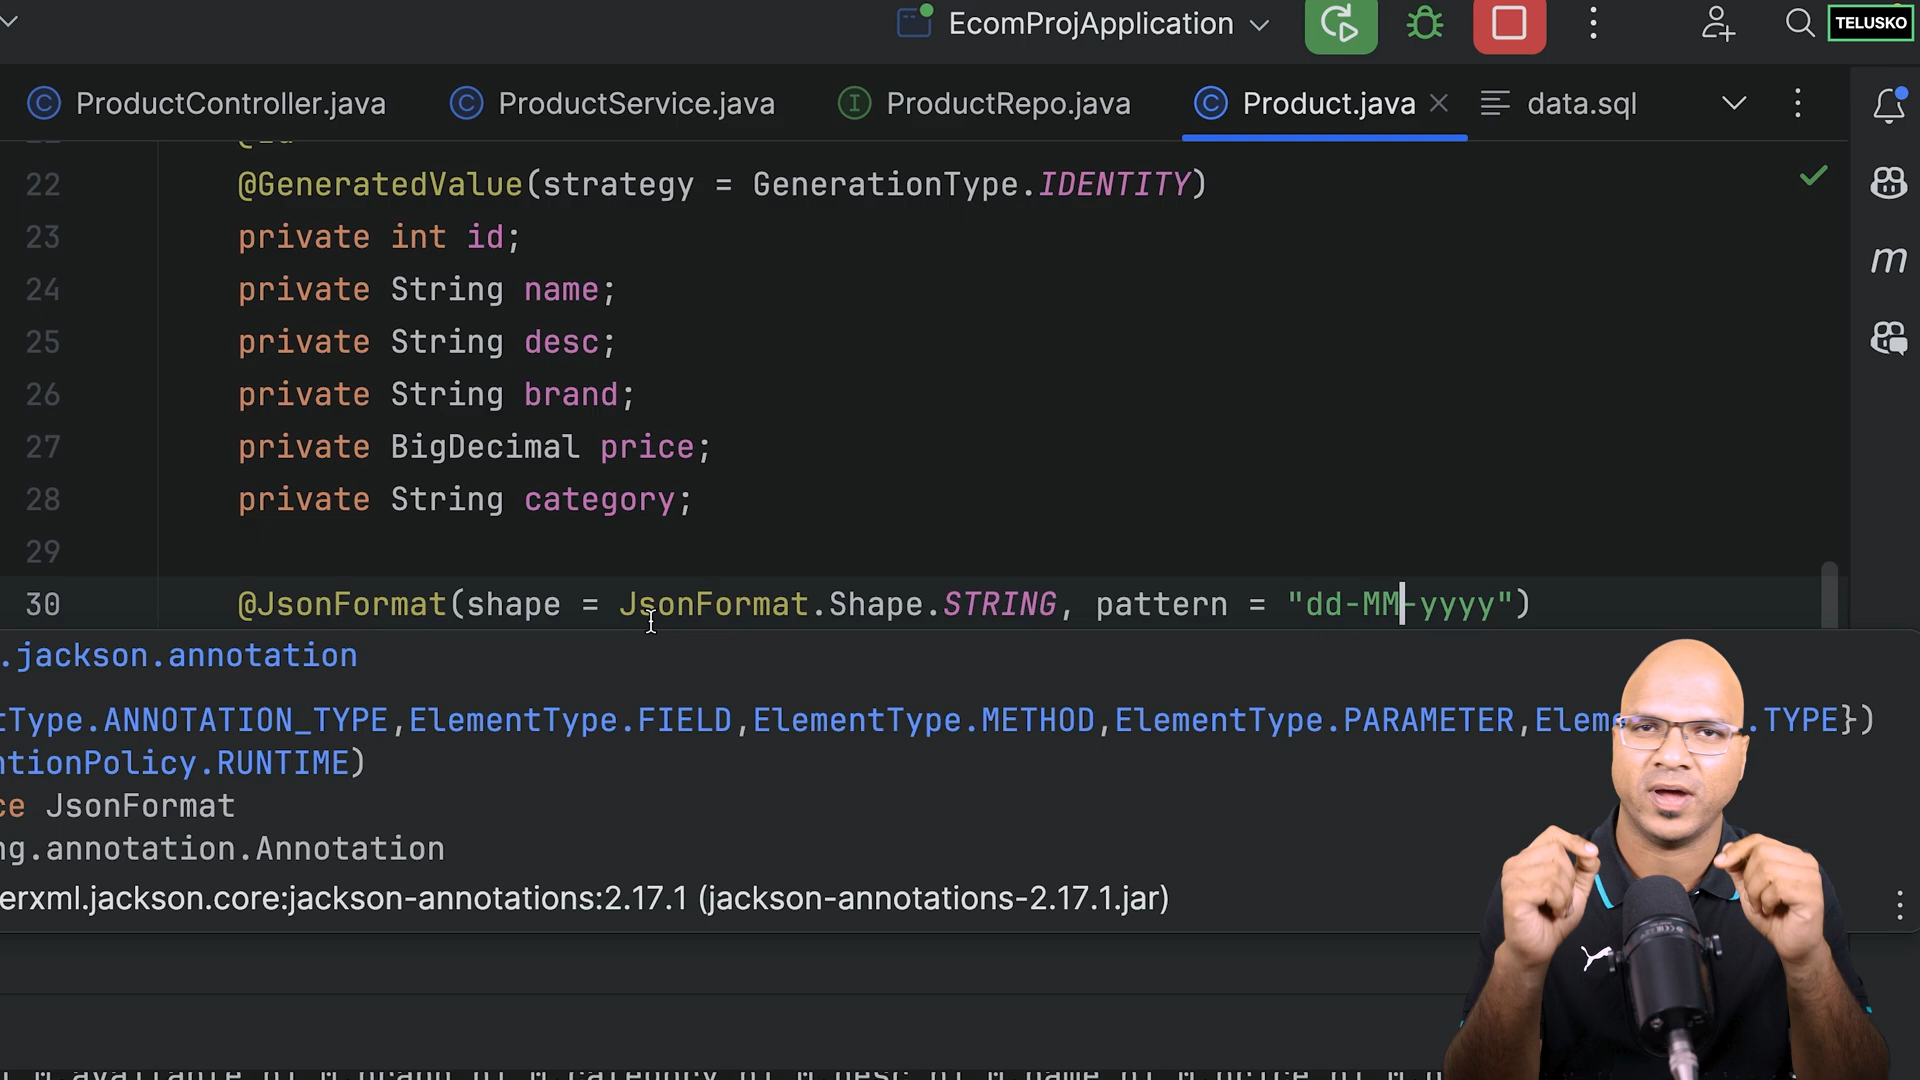 EcomProjApplication
TELUSKO
ProductController.java ProductService.java ProductRepo.java Product.java data.sql
22 @GeneratedValue(strategy = GenerationType.IDENTITY)
23 private int id;
24 private String name;
25 private String desc;
26 private String brand;
27 private BigDecimal price;
28 private String category;
29
30 @JsonFormat(shape = JsonFormat.Shape.STRING, pattern = "dd-MM-yyyy")
.jackson.annotation
tType.ANNOTATION_TYPE,ElementType.FIELD,ElementType.METHOD,ElementType.PARAMETER,Elem .TYPE})
ntionPolicy.RUNTIME)
ce JsonFormat
ng.annotation.Annotation
erxml.jackson.core:jackson-annotations:2.17.1 (jackson-annotations-2.17.1.jar)